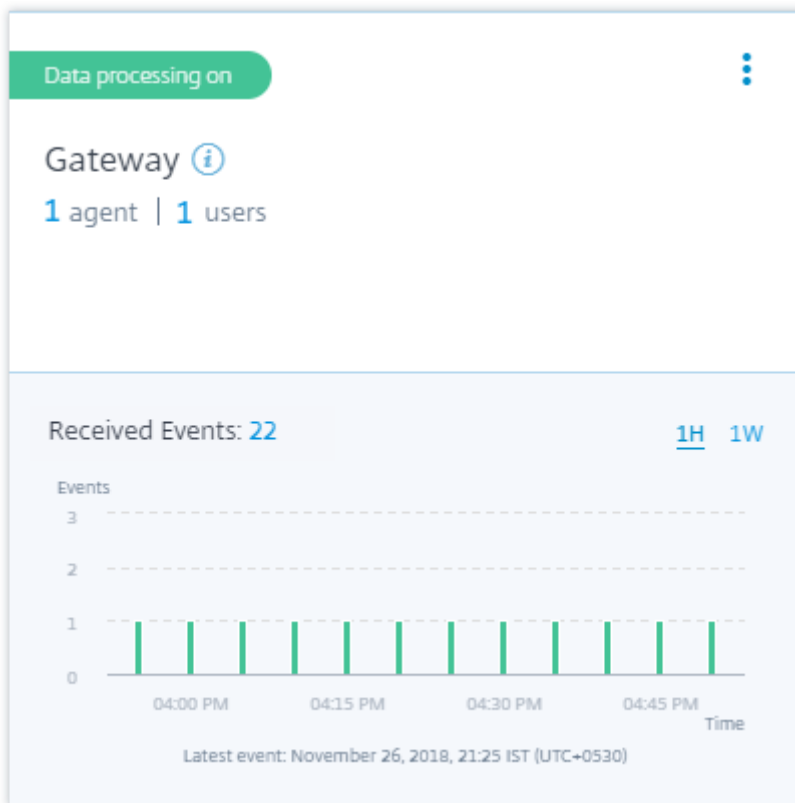 Data processing on
Gateway i
1 agent | 1 users
Received Events: 22
1H 1W
Events
3
2
1
0
04:00 PM 04:15 PM 04:30 PM 04:45 PM
Time
Latest event: November 26, 2018, 21:25 IST (UTC+0530)